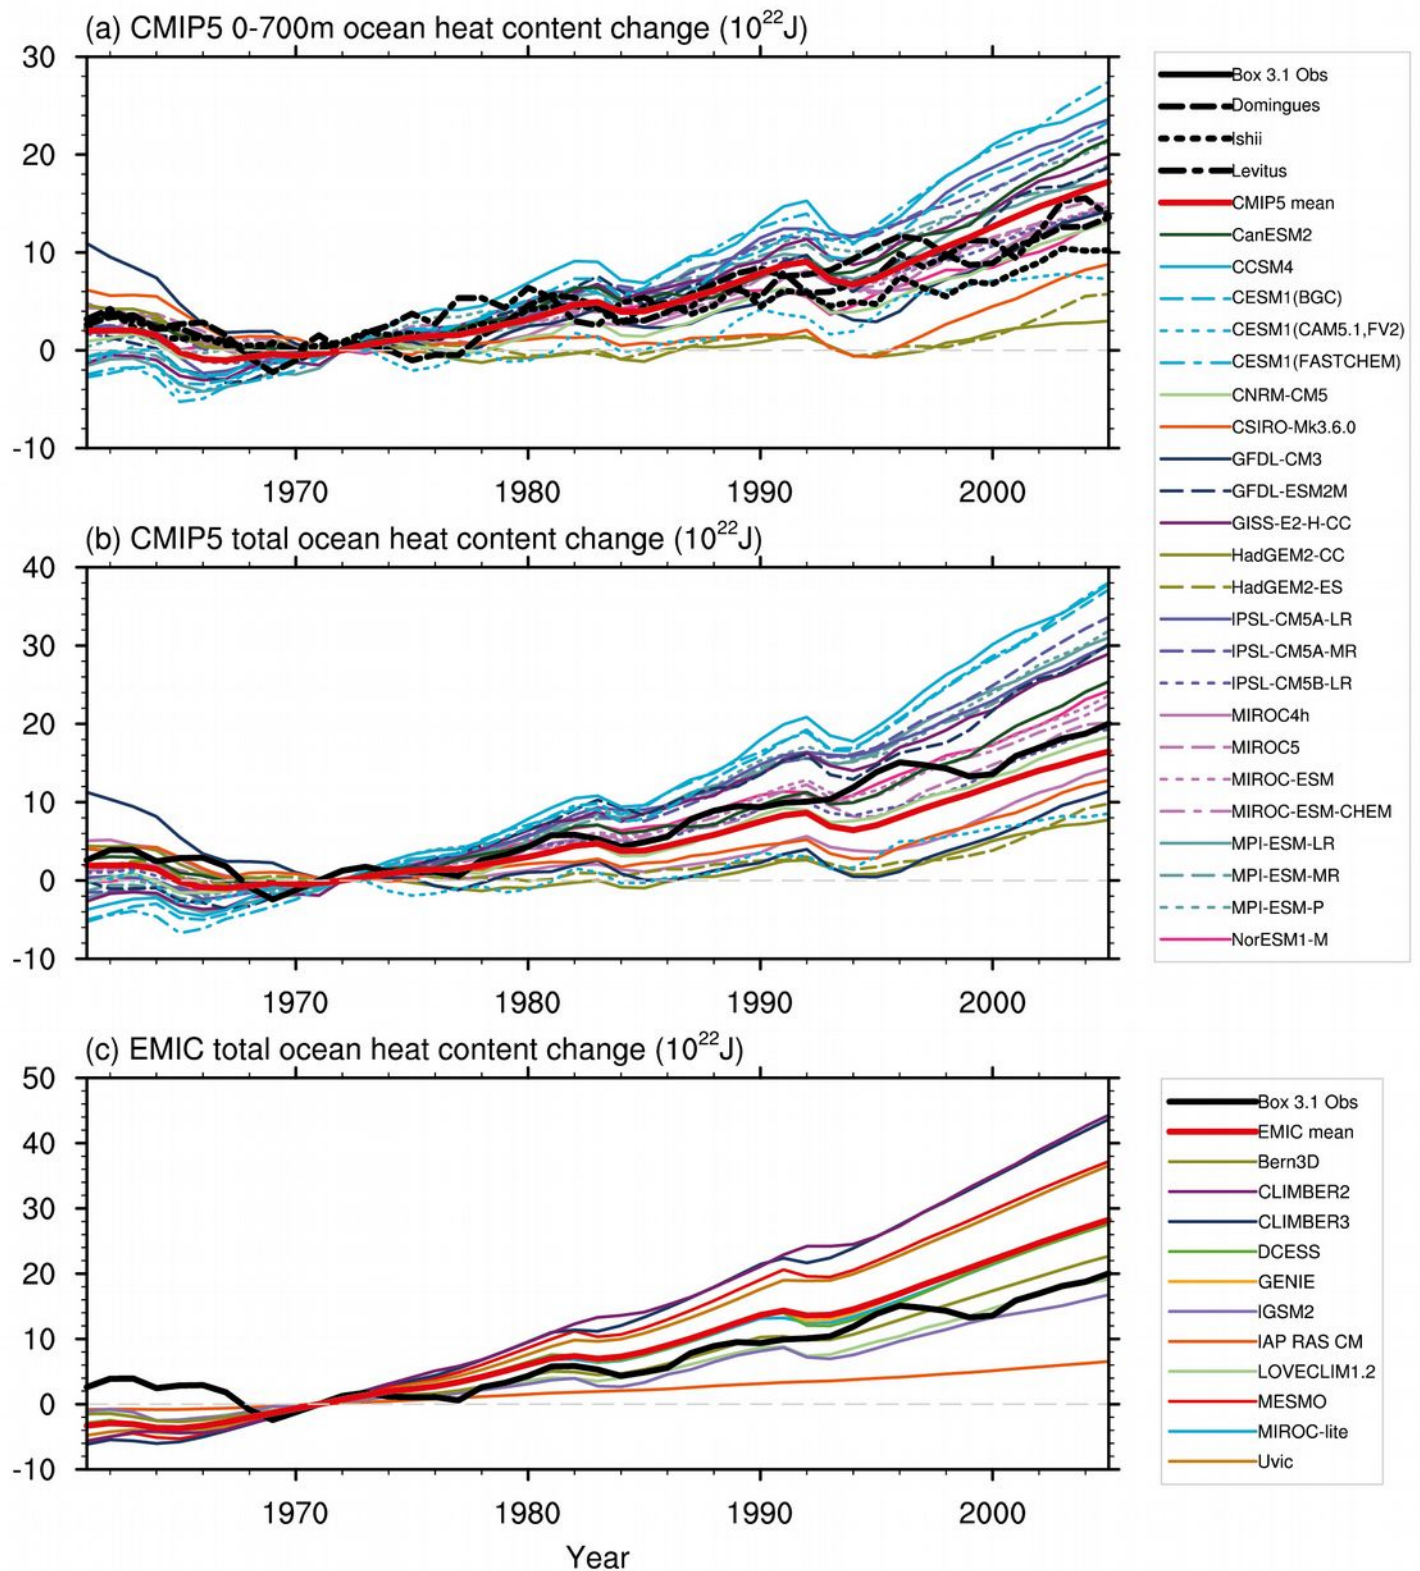 (a) CMIP5 0-700m ocean heat content change (10²²J)
30
20
10
0
-10
1970 1980 1990 2000
Box 3.1 Obs
Domingues
Ishii
Levitus
CMIP5 mean
CanESM2
CCSM4
CESM1(BGC)
CESM1(CAM5.1,FV2)
CESM1(FASTCHEM)
CNRM-CM5
CSIRO-Mk3.6.0
GFDL-CM3
GFDL-ESM2M
GISS-E2-H-CC
HadGEM2-CC
HadGEM2-ES
IPSL-CM5A-LR
IPSL-CM5A-MR
IPSL-CM5B-LR
MIROC4h
MIROC5
MIROC-ESM
MIROC-ESM-CHEM
MPI-ESM-LR
MPI-ESM-MR
MPI-ESM-P
NorESM1-M
(b) CMIP5 total ocean heat content change (10²²J)
40
30
20
10
0
-10
1970 1980 1990 2000
(c) EMIC total ocean heat content change (10²²J)
50
40
30
20
10
0
-10
1970 1980 1990 2000
Year
Box 3.1 Obs
EMIC mean
Bern3D
CLIMBER2
CLIMBER3
DCESS
GENIE
IGSM2
IAP RAS CM
LOVECLIM1.2
MESMO
MIROC-lite
Uvic